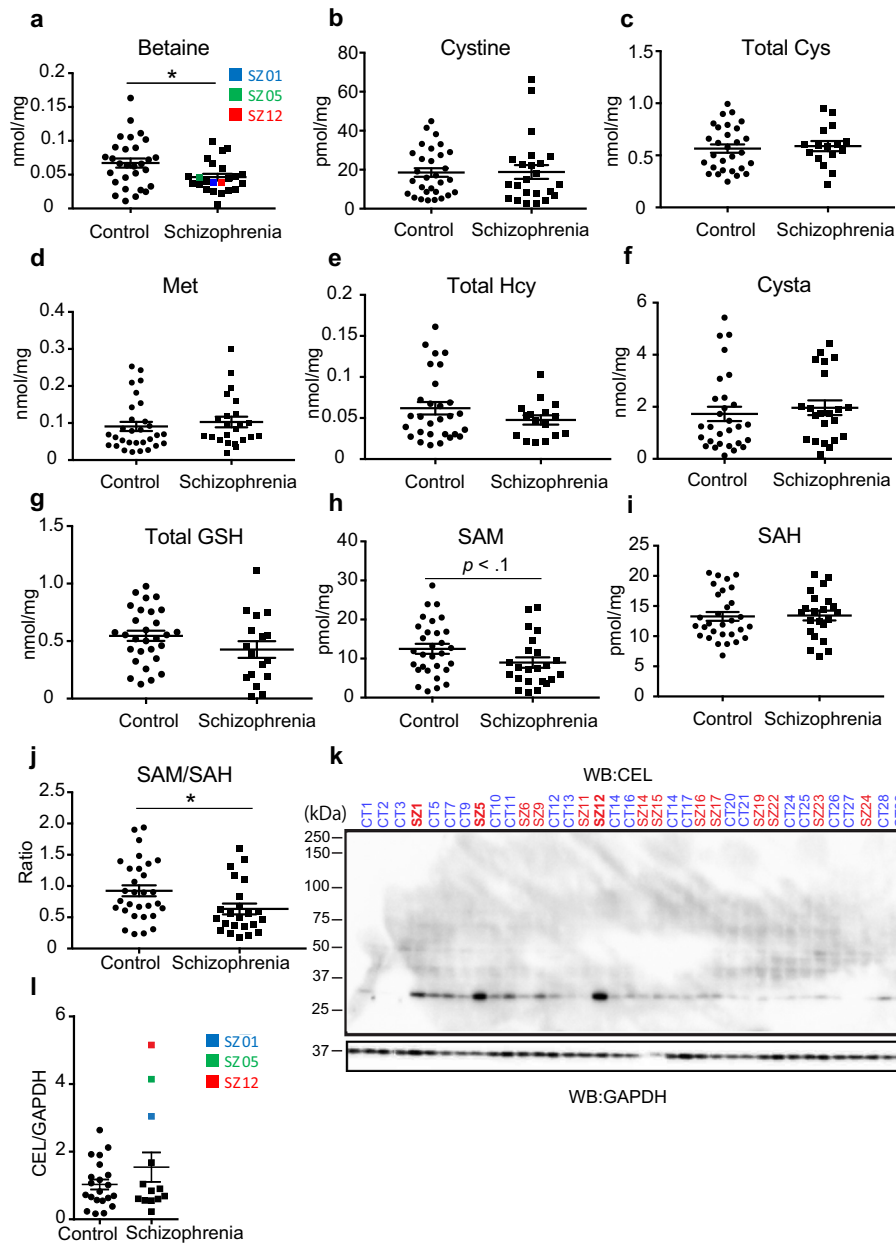 a
Betaine
nmol/mg
0.2
0.15
0.1
0.05
0
*
SZ01
SZ05
SZ12
Control
Schizophrenia
b
Cystine
pmol/mg
80
60
40
20
0
Control
Schizophrenia
c
Total Cys
nmol/mg
1.5
1.0
0.5
0
Control
Schizophrenia
d
Met
nmol/mg
0.4
0.3
0.2
0.1
0
Control
Schizophrenia
e
Total Hcy
nmol/mg
0.2
0.15
0.1
0.05
0
Control
Schizophrenia
f
Cysta
nmol/mg
6
4
2
0
Control
Schizophrenia
g
Total GSH
nmol/mg
1.5
1.0
0.5
0
Control
Schizophrenia
h
SAM
pmol/mg
40
30
20
10
0
p < .1
Control
Schizophrenia
i
SAH
pmol/mg
25
20
15
10
5
0
Control
Schizophrenia
j
SAM/SAH
Ratio
2.5
2.0
1.5
1.0
0.5
0
*
Control
Schizophrenia
k
WB:CEL
(kDa)
CT1
CT2
CT3
SZ1
CT5
CT7
CT9
SZ5
CT10
CT11
SZ6
SZ9
CT12
CT13
SZ11
SZ12
CT14
CT16
SZ14
SZ15
CT14
CT17
SZ16
SZ17
CT20
CT21
SZ19
SZ22
CT24
CT25
SZ23
CT26
CT27
SZ24
CT28
250
150
100
75
50
37
25
37
WB:GAPDH
l
CEL/GAPDH
6
4
2
0
SZ01
SZ05
SZ12
Control
Schizophrenia